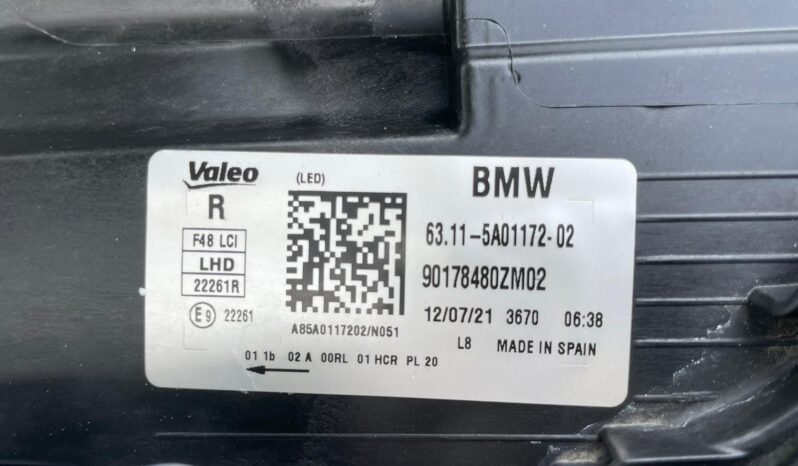 Valeo
(LED)
BMW
R
F48 LCI
LHD
22261R
E9 22261
A85A0117202/N051
63.11-5A01172-02
90178480ZM02
12/07/21 3670 06:38
L8 MADE IN SPAIN
01 1b 02 A 00RL 01 HCR PL 20